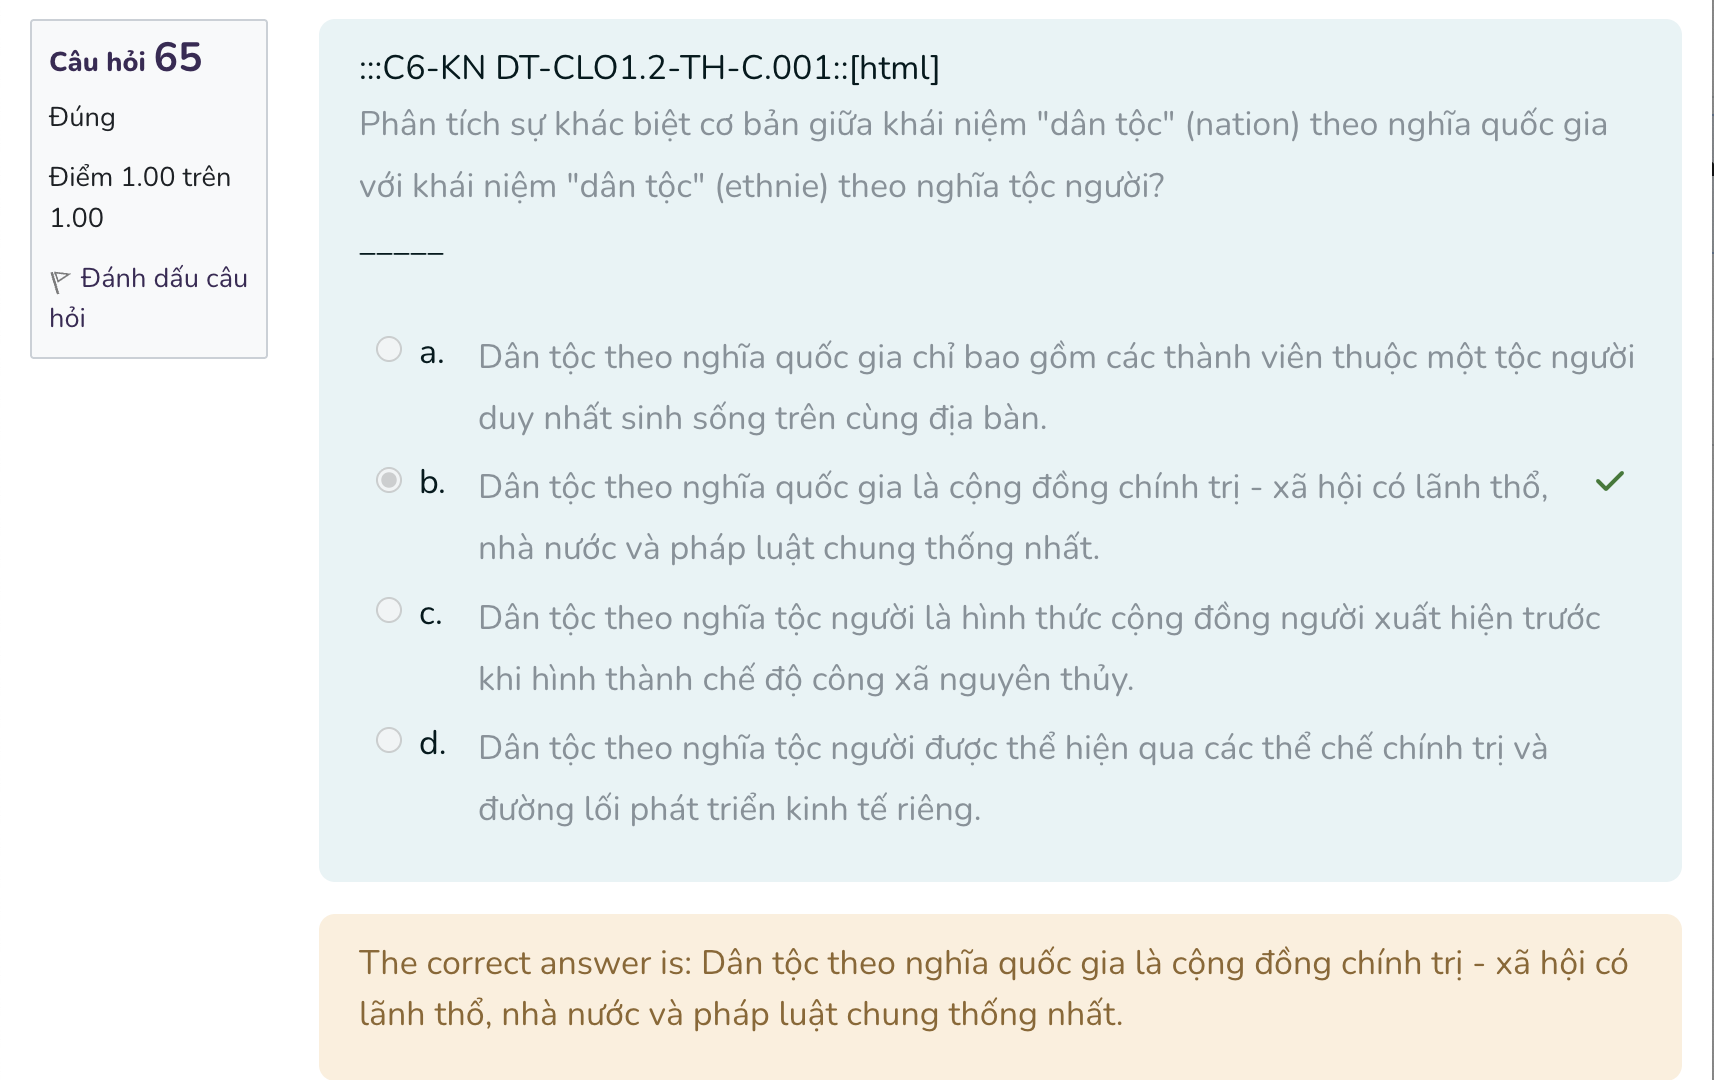 Câu hỏi 65
Đúng
Điểm 1.00 trên
1.00
Đánh dấu câu
hỏi
:::C6-KN DT-CLO1.2-TH-C.001::[html]
Phân tích sự khác biệt cơ bản giữa khái niệm "dân tộc" (nation) theo nghĩa quốc gia
với khái niệm "dân tộc" (ethnie) theo nghĩa tộc người?
_____
a. Dân tộc theo nghĩa quốc gia chỉ bao gồm các thành viên thuộc một tộc người
duy nhất sinh sống trên cùng địa bàn.
b. Dân tộc theo nghĩa quốc gia là cộng đồng chính trị - xã hội có lãnh thổ,
nhà nước và pháp luật chung thống nhất.
c. Dân tộc theo nghĩa tộc người là hình thức cộng đồng người xuất hiện trước
khi hình thành chế độ công xã nguyên thủy.
d. Dân tộc theo nghĩa tộc người được thể hiện qua các thể chế chính trị và
đường lối phát triển kinh tế riêng.
The correct answer is: Dân tộc theo nghĩa quốc gia là cộng đồng chính trị - xã hội có
lãnh thổ, nhà nước và pháp luật chung thống nhất.